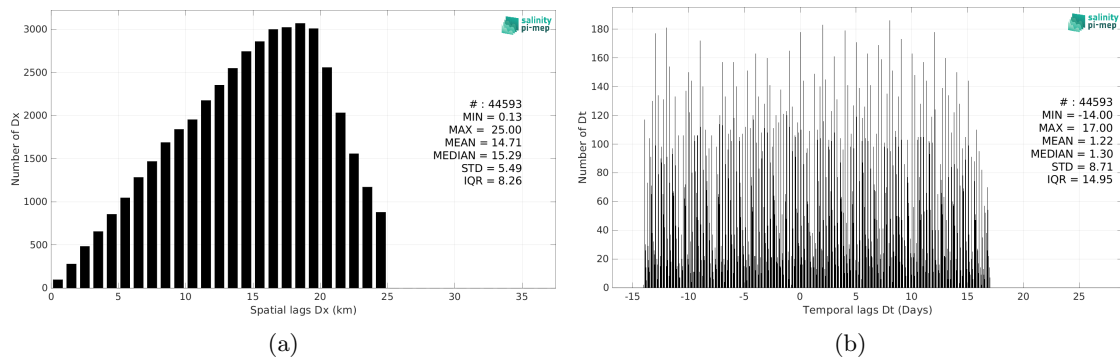 salinity
pi-mep
3000
2500
2000
1500
1000
500
0
Number of Dx
# : 44593
MIN = 0.13
MAX = 25.00
MEAN = 14.71
MEDIAN = 15.29
STD = 5.49
IQR = 8.26
0 5 10 15 20 25 30 35
Spatial lags Dx (km)
(a)
salinity
pi-mep
180
160
140
120
100
80
60
40
20
0
Number of Dt
# : 44593
MIN = -14.00
MAX = 17.00
MEAN = 1.22
MEDIAN = 1.30
STD = 8.71
IQR = 14.95
-15 -10 -5 0 5 10 15 20 25
Temporal lags Dt (Days)
(b)